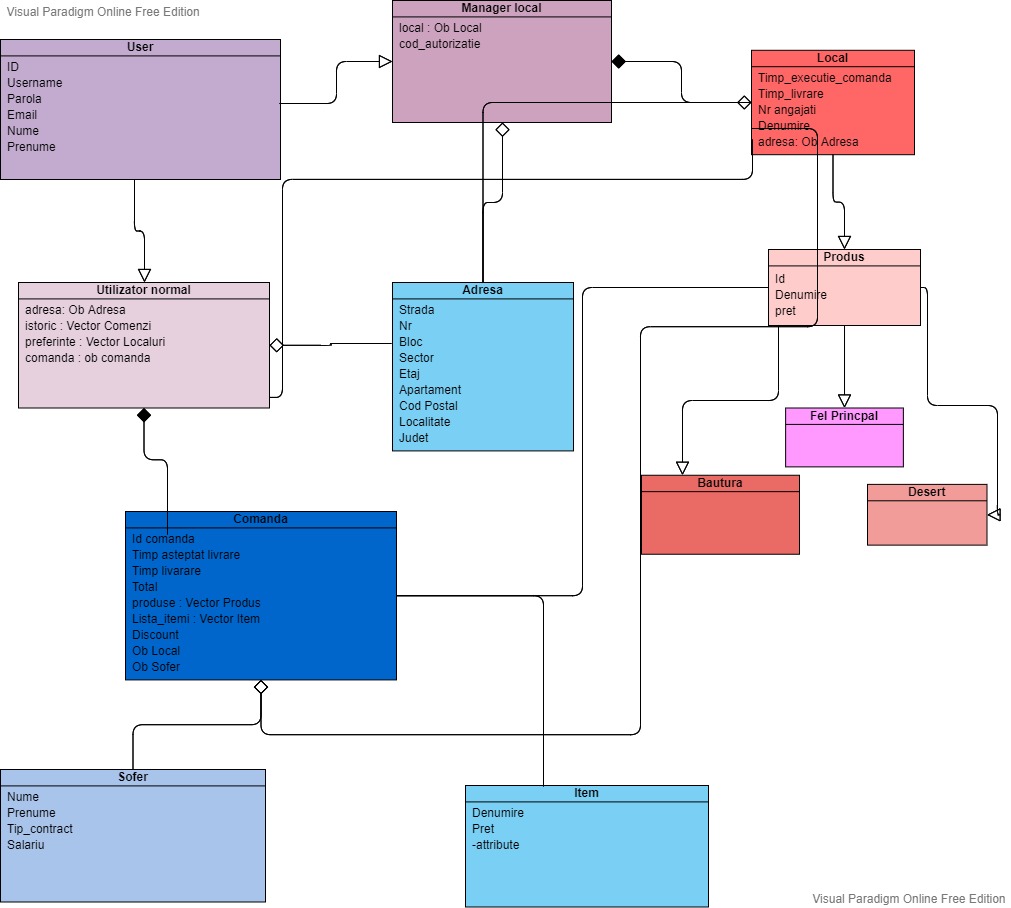 Visual Paradigm Online Free Edition
Manager local
local : Ob Local
cod_autorizatie
User
ID
Username
Parola
Email
Nume
Prenume
Local
Timp_executie_comanda
Timp_livrare
Nr angajati
Denumire
adresa: Ob Adresa
Produs
Id
Denumire
pret
Utilizator normal
adresa: Ob Adresa
istoric : Vector Comenzi
preferinte : Vector Localuri
comanda : ob comanda
Adresa
Strada
Nr
Bloc
Sector
Etaj
Apartament
Cod Postal
Localitate
Judet
Fel Princpal
Bautura
Desert
Comanda
Id comanda
Timp asteptat livrare
Timp livarare
Total
produse : Vector Produs
Lista_itemi : Vector Item
Discount
Ob Local
Ob Sofer
Sofer
Nume
Prenume
Tip_contract
Salariu
Item
Denumire
Pret
-attribute
Visual Paradigm Online Free Edition